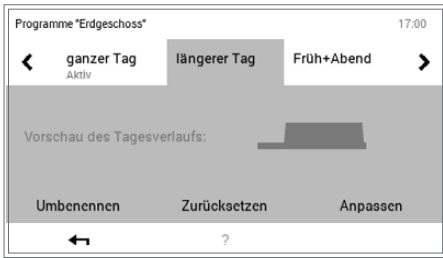 Programme "Erdgeschoss" 17:00
ganzer Tag längerer Tag Früh+Abend
Aktiv
Vorschau des Tagesverlaufs:
Umbenennen Zurücksetzen Anpassen
?